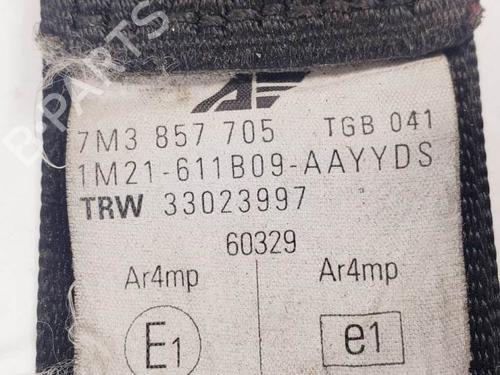 B-PARTS
7M3 857 705 TGB 041
1M21-611B09-AAYYDS
TRW 33023997
60329
Ar4mp Ar4mp
E1 e1